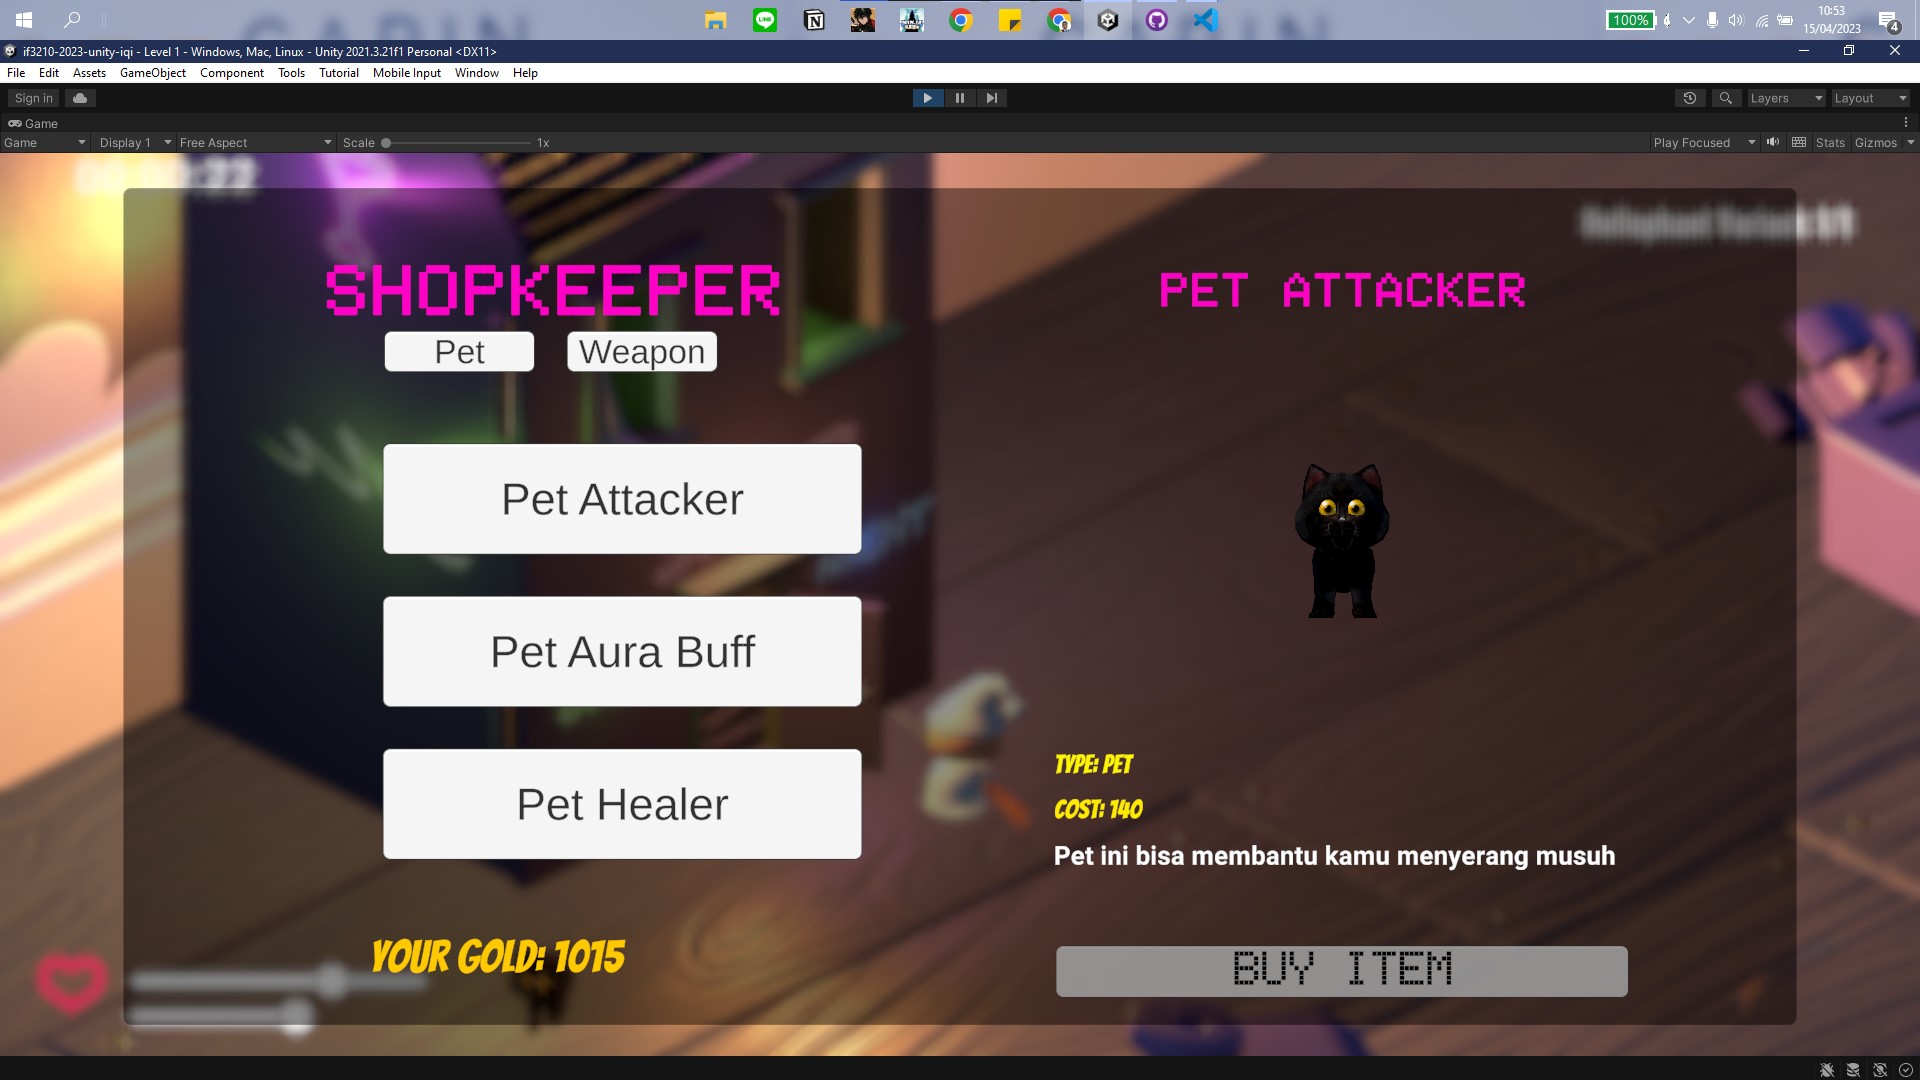 100%
10:53
15/04/2023
4
if3210-2023-unity-iqi - Level 1 - Windows, Mac, Linux - Unity 2021.3.21f1 Personal <DX11>
File Edit Assets GameObject Component Tools Tutorial Mobile Input Window Help
Sign in Layers Layout
Game
Game Display 1 Free Aspect Scale 1x Play Focused Stats Gizmos
SHOPKEEPER
PET ATTACKER
Pet Weapon
Pet Attacker
Pet Aura Buff
Pet Healer
TYPE: PET
COST: 140
Pet ini bisa membantu kamu menyerang musuh
YOUR GOLD: 1015
BUY ITEM